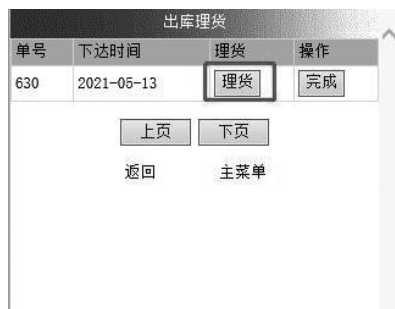 出库理货
单号 下达时间 理货 操作
630 2021-05-13 理货 完成
上页 下页
返回 主菜单